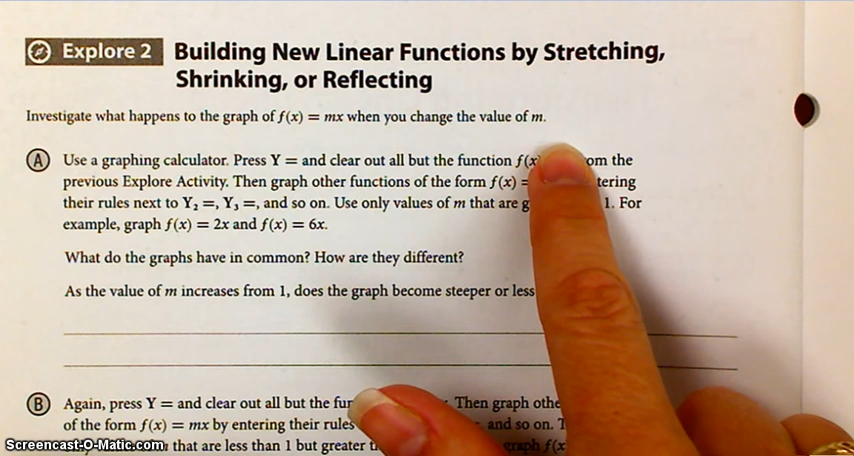 Explore 2 Building New Linear Functions by Stretching,
Shrinking, or Reflecting
Investigate what happens to the graph of f(x) = mx when you change the value of m.
A Use a graphing calculator. Press Y = and clear out all but the function f(x from the
previous Explore Activity. Then graph other functions of the form f(x) = entering
their rules next to Y₂ =, Y₃ =, and so on. Use only values of m that are 1. For
example, graph f(x) = 2x and f(x) = 6x.
What do the graphs have in common? How are they different?
As the value of m increases from 1, does the graph become steeper or less
B Again, press Y = and clear out all but the Then graph
of the form f(x) = mx by entering their rules and so on.
Screencast-O-Matic.com that are less than 1 but greater graph f(x